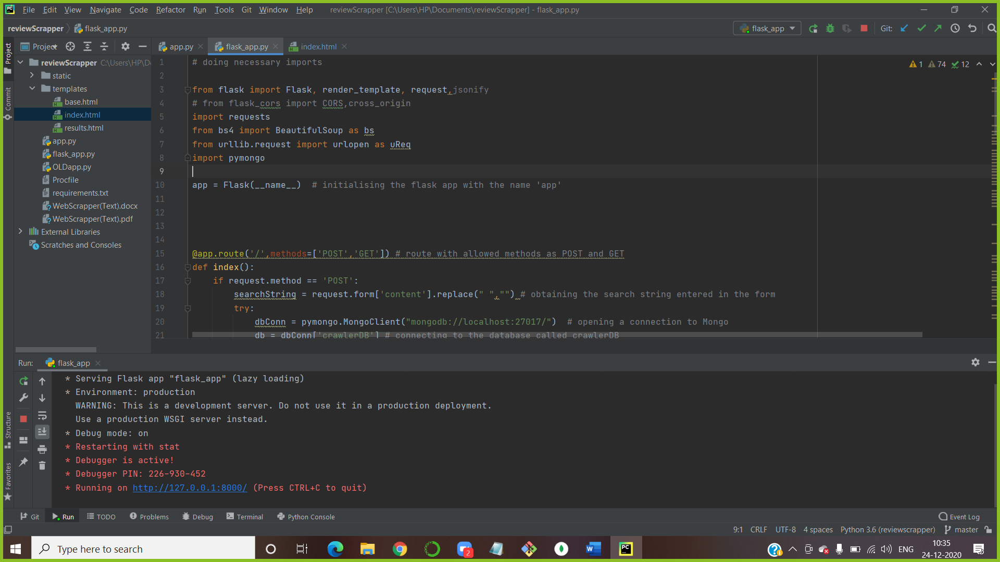 File Edit View Navigate Code Refactor Run Tools Git Window Help reviewScrapper [C:\Users\HP\Documents\reviewScrapper] - flask_app.py
reviewScrapper flask_app.py flask_app Git:
Project app.py flask_app.py index.html
Project
Commit
Structure
Favorites
reviewScrapper C:\Users\HP\Do
static
templates
base.html
index.html
results.html
app.py
flask_app.py
OLDapp.py
Procfile
requirements.txt
WebScrapper(Text).docx
WebScrapper(Text).pdf
External Libraries
Scratches and Consoles
1 74 12
1 # doing necessary imports
2
3 from flask import Flask, render_template, request,jsonify
4 # from flask_cors import CORS,cross_origin
5 import requests
6 from bs4 import BeautifulSoup as bs
7 from urllib.request import urlopen as uReq
8 import pymongo
9
10 app = Flask(__name__)  # initialising the flask app with the name 'app'
11
12
13
14
15 @app.route('/',methods=['POST','GET']) # route with allowed methods as POST and GET
16 def index():
17     if request.method == 'POST':
18         searchString = request.form['content'].replace(" ","") # obtaining the search string entered in the form
19         try:
20             dbConn = pymongo.MongoClient("mongodb://localhost:27017/")  # opening a connection to Mongo
21             db = dbConn['crawlerDB'] # connecting to the database called crawlerDB
Run: flask_app
* Serving Flask app "flask_app" (lazy loading)
* Environment: production
WARNING: This is a development server. Do not use it in a production deployment.
Use a production WSGI server instead.
* Debug mode: on
* Restarting with stat
* Debugger is active!
* Debugger PIN: 226-930-452
* Running on http://127.0.0.1:8000/ (Press CTRL+C to quit)
Git Run TODO Problems Debug Terminal Python Console Event Log
9:1 CRLF UTF-8 4 spaces Python 3.6 (reviewscrapper) master
Type here to search 2 ENG 10:35
24-12-2020